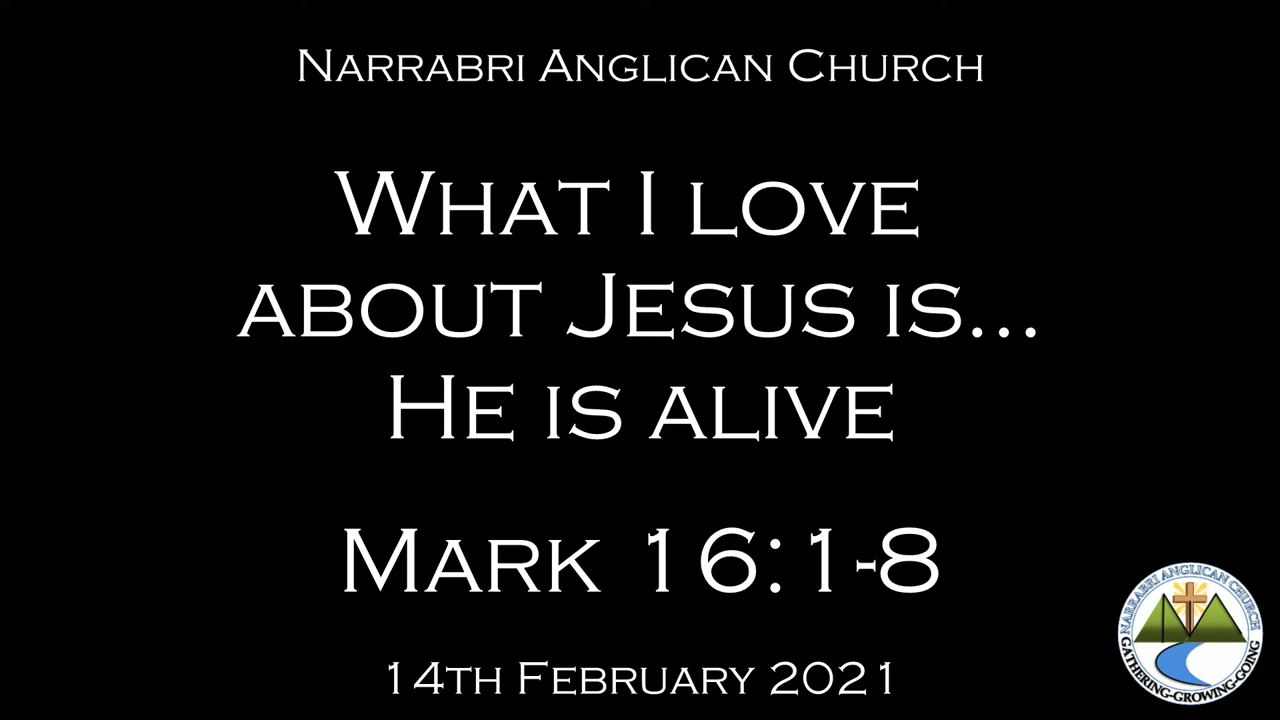 Narrabri Anglican Church
What I love
about Jesus is...
He is alive
Mark 16:1-8
14th February 2021
NARRABRI ANGLICAN CHURCH
GATHERING-GROWING-GOING